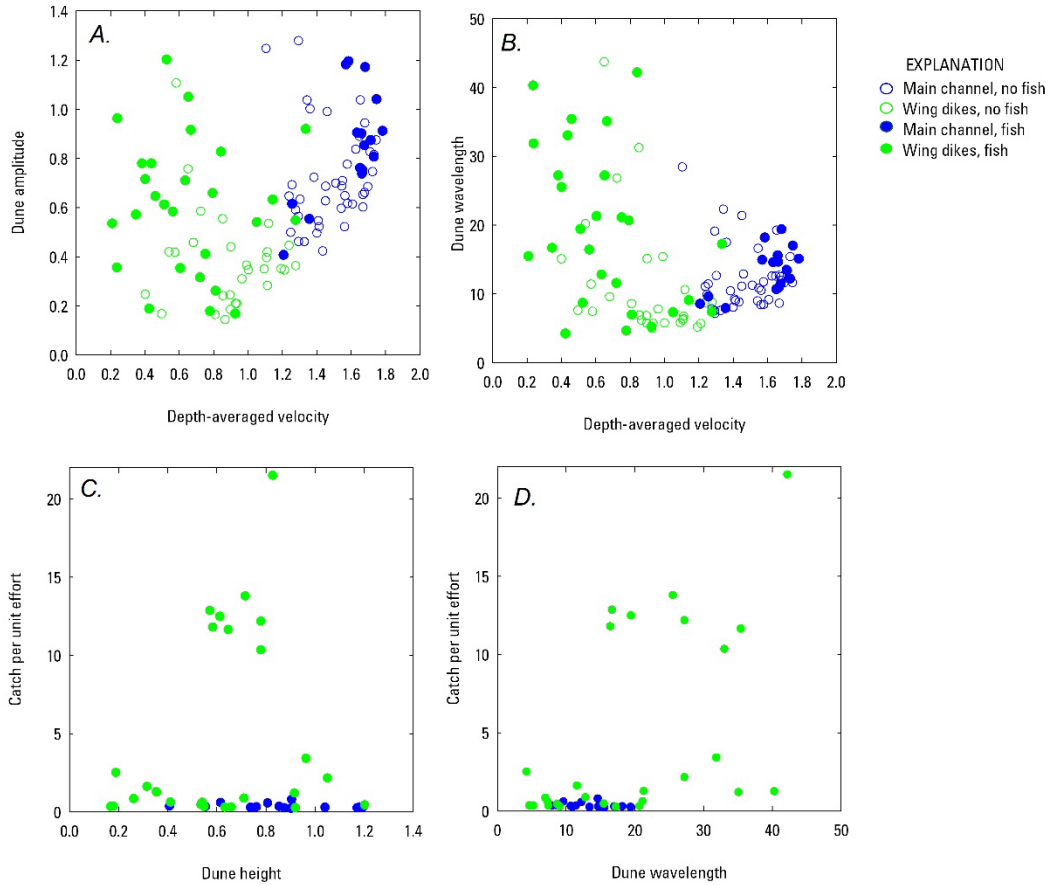 A.
Dune amplitude
1.4
1.2
1.0
0.8
0.6
0.4
0.2
0.0
0.0 0.2 0.4 0.6 0.8 1.0 1.2 1.4 1.6 1.8 2.0
Depth-averaged velocity
B.
Dune wavelength
50
40
30
20
10
0
0.0 0.2 0.4 0.6 0.8 1.0 1.2 1.4 1.6 1.8 2.0
Depth-averaged velocity
EXPLANATION
Main channel, no fish
Wing dikes, no fish
Main channel, fish
Wing dikes, fish
C.
Catch per unit effort
20
15
10
5
0
0.0 0.2 0.4 0.6 0.8 1.0 1.2 1.4
Dune height
D.
Catch per unit effort
20
15
10
5
0
0 10 20 30 40 50
Dune wavelength